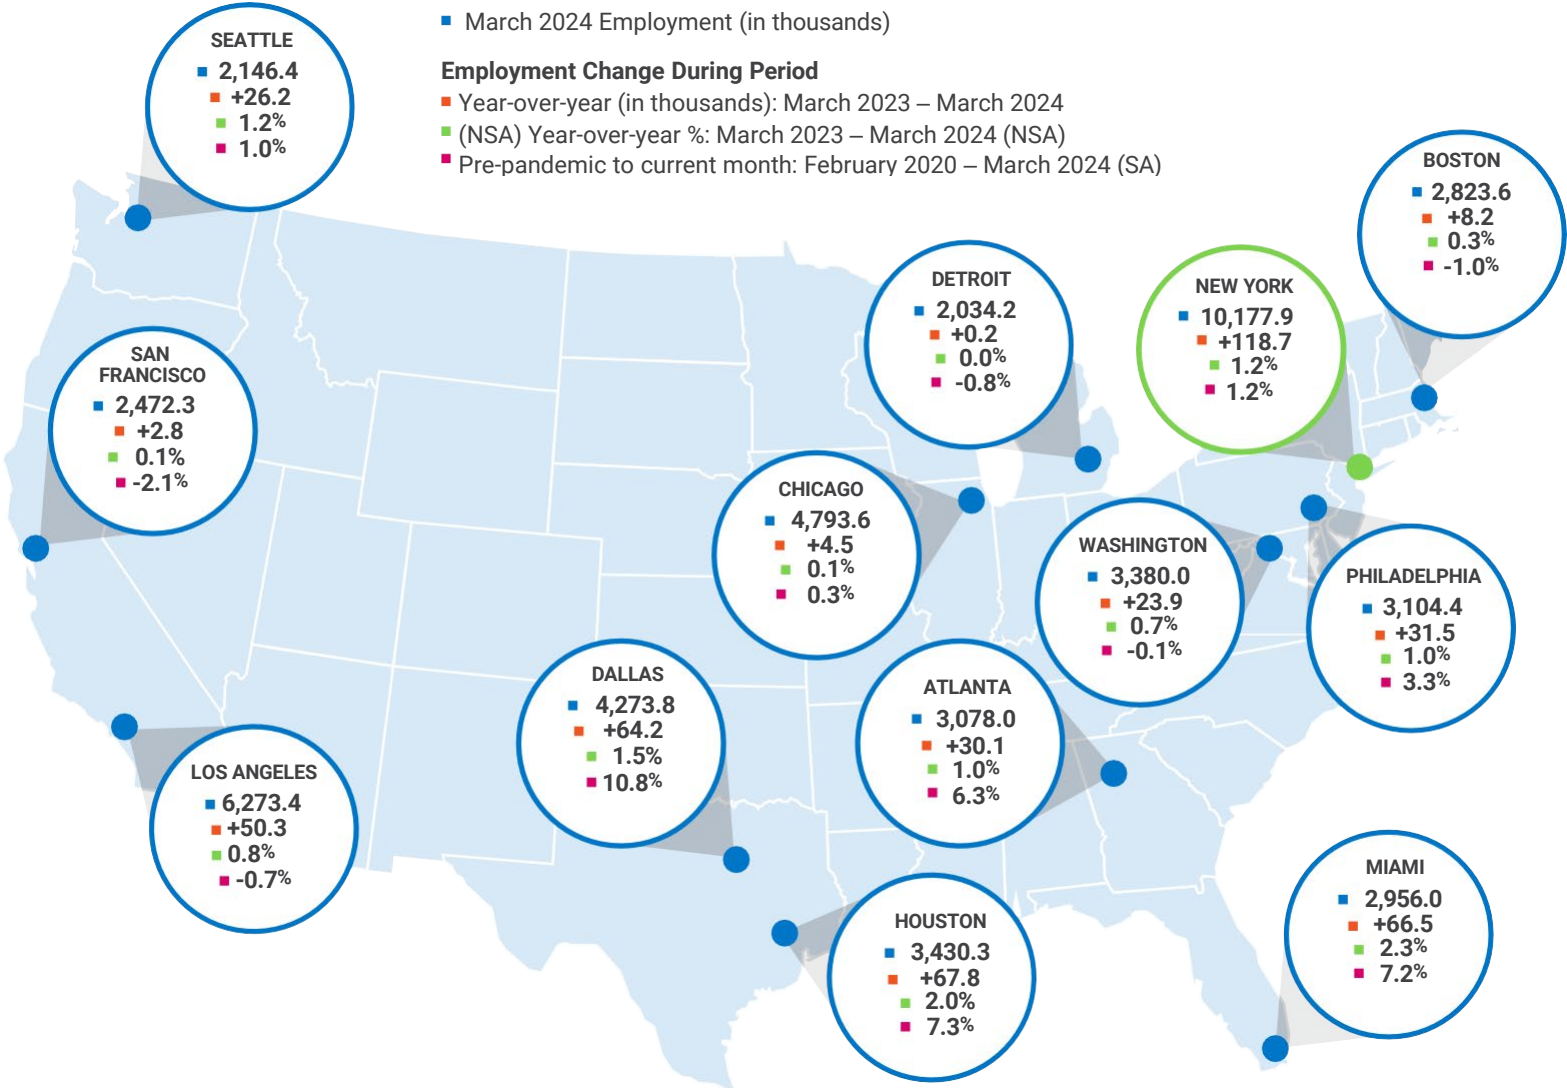 March 2024 Employment (in thousands)
Employment Change During Period
Year-over-year (in thousands): March 2023 – March 2024
(NSA) Year-over-year %: March 2023 – March 2024 (NSA)
Pre-pandemic to current month: February 2020 – March 2024 (SA)
SEATTLE
2,146.4
+26.2
1.2%
1.0%
BOSTON
2,823.6
+8.2
0.3%
-1.0%
DETROIT
2,034.2
+0.2
0.0%
-0.8%
NEW YORK
10,177.9
+118.7
1.2%
1.2%
SAN
FRANCISCO
2,472.3
+2.8
0.1%
-2.1%
CHICAGO
4,793.6
+4.5
0.1%
0.3%
WASHINGTON
3,380.0
+23.9
0.7%
-0.1%
PHILADELPHIA
3,104.4
+31.5
1.0%
3.3%
DALLAS
4,273.8
+64.2
1.5%
10.8%
ATLANTA
3,078.0
+30.1
1.0%
6.3%
LOS ANGELES
6,273.4
+50.3
0.8%
-0.7%
HOUSTON
3,430.3
+67.8
2.0%
7.3%
MIAMI
2,956.0
+66.5
2.3%
7.2%